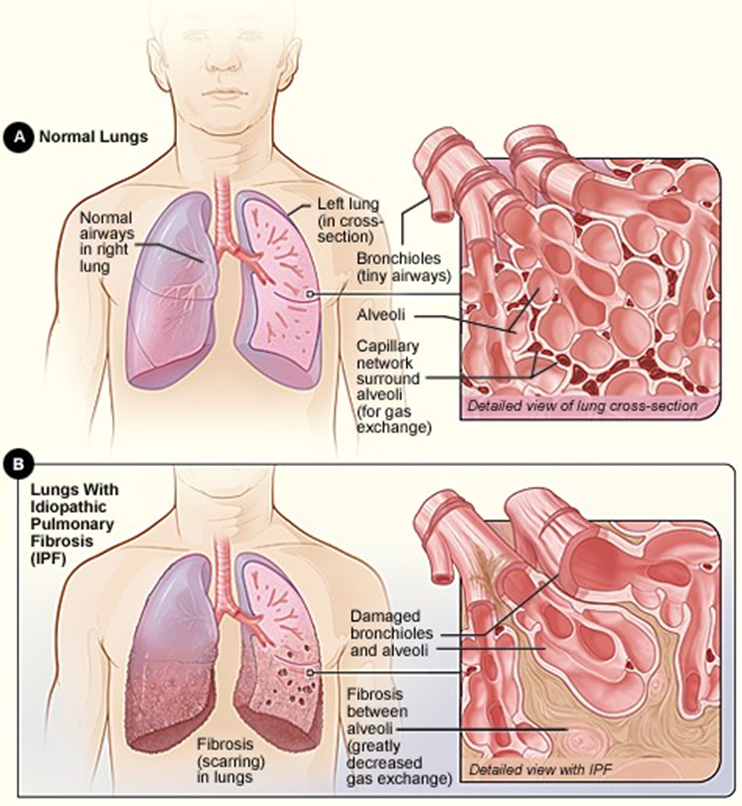 A Normal Lungs
Normal
airways
in right
lung
Left lung
(in cross-
section)
Bronchioles
(tiny airways)
Alveoli
Capillary
network
surround
alveoli
(for gas
exchange)
Detailed view of lung cross-section
B
Lungs With
Idiopathic
Pulmonary
Fibrosis
(IPF)
Damaged
bronchioles
and alveoli
Fibrosis
between
alveoli
(greatly
decreased
gas exchange)
Fibrosis
(scarring)
in lungs
Detailed view with IPF